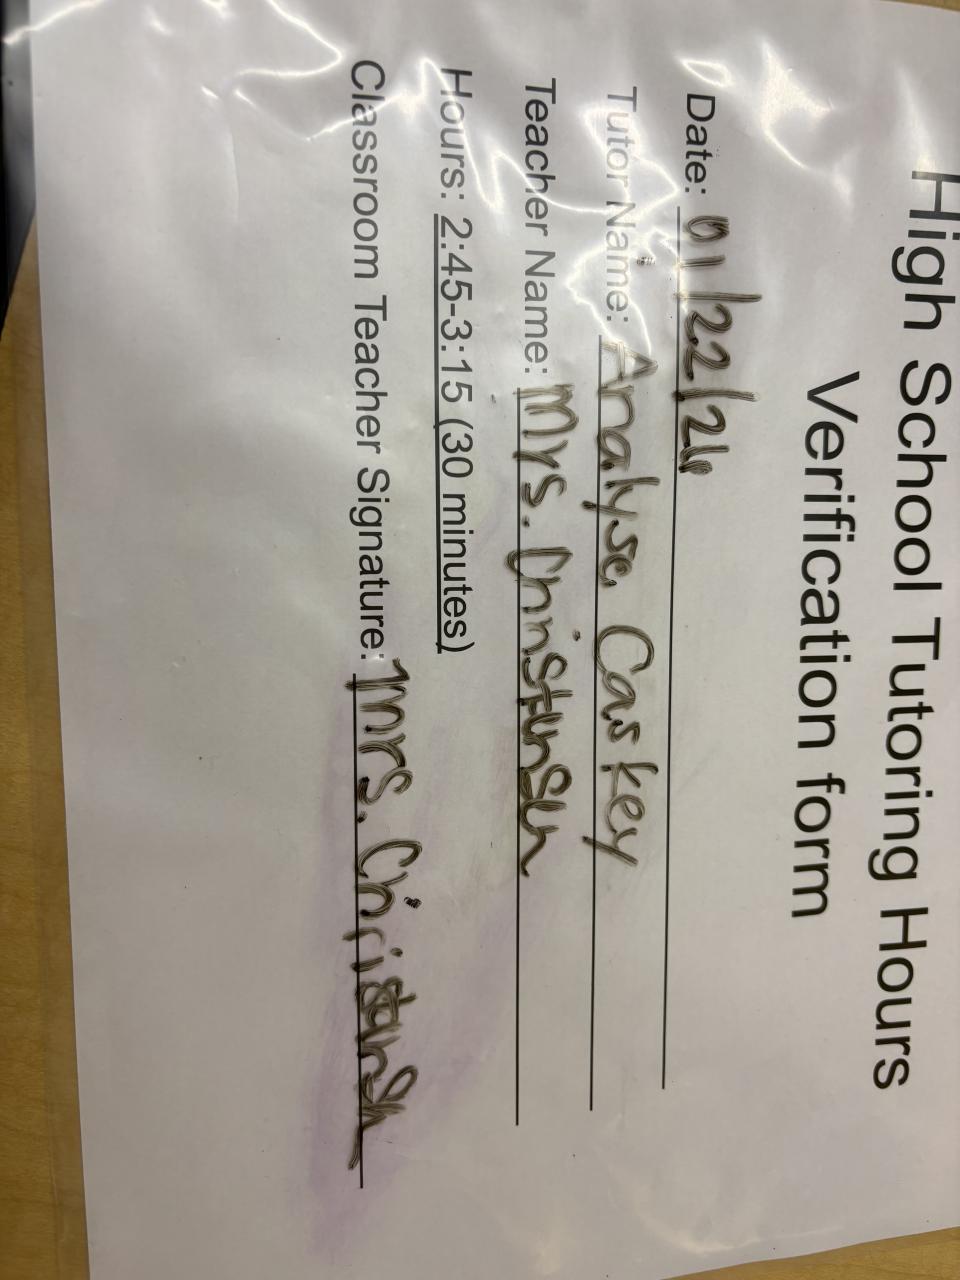 High School Tutoring Hours
Verification form
Date: 01/22/26
Tutor Name: Analyse Caskey
Teacher Name: Mrs. Christensen
Hours: 2:45-3:15 (30 minutes)
Classroom Teacher Signature: Mrs. Christensen